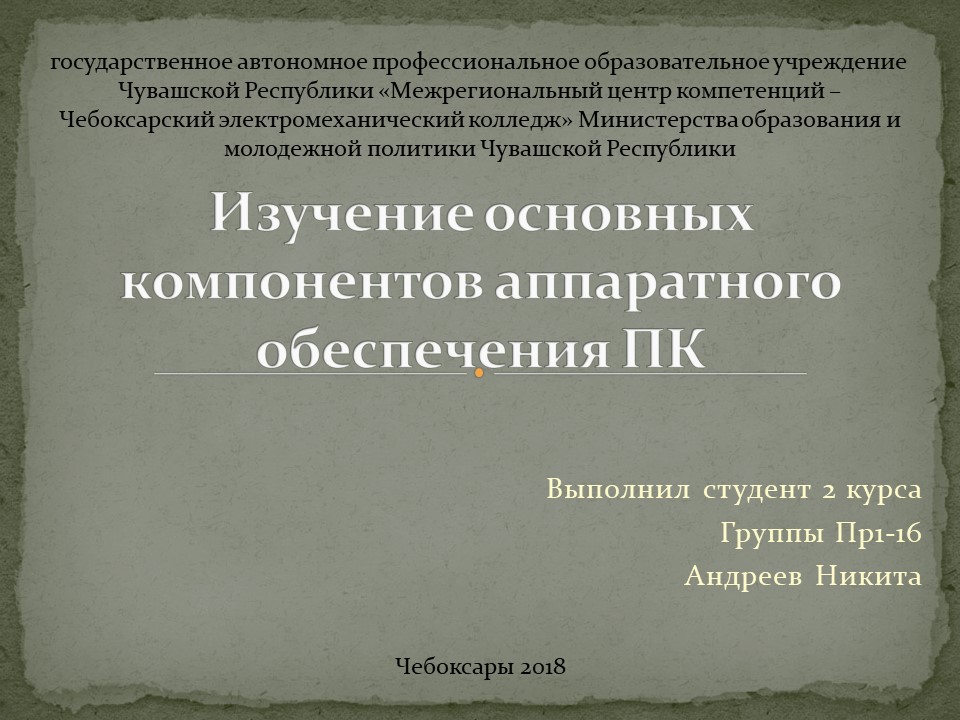 государственное автономное профессиональное образовательное учреждение
Чувашской Республики «Межрегиональный центр компетенций –
Чебоксарский электромеханический колледж» Министерства образования и
молодежной политики Чувашской Республики
Изучение основных
компонентов аппаратного
обеспечения ПК
Выполнил студент 2 курса
Группы Пр1-16
Андреев Никита
Чебоксары 2018